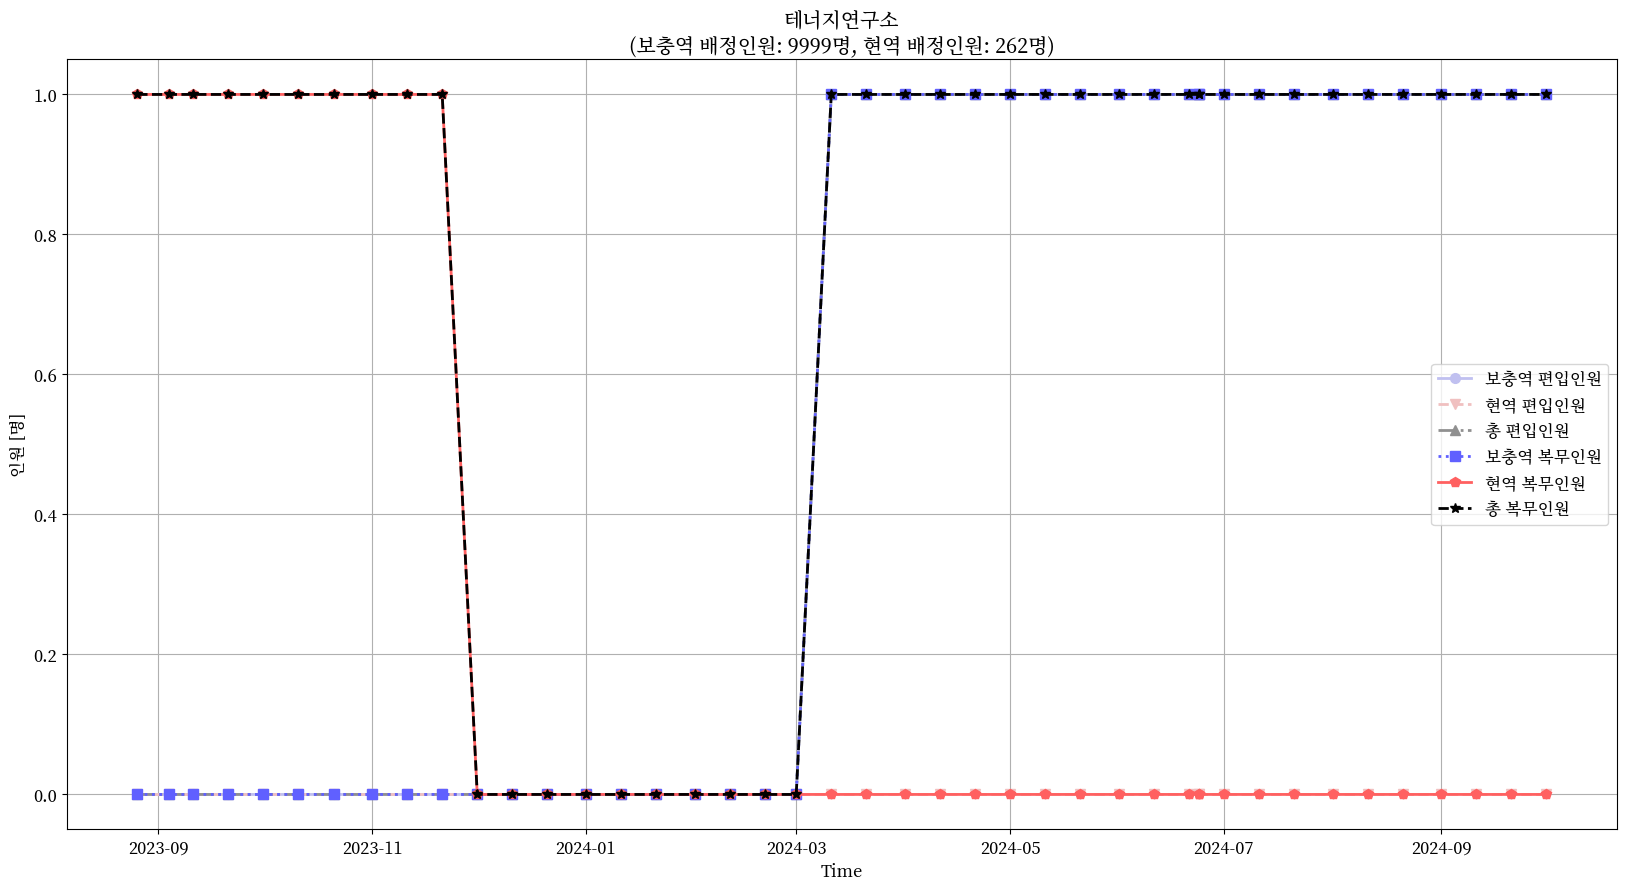 테너지연구소
(보충역 배정인원: 9999명, 현역 배정인원: 262명)
1.0
0.8
0.6
0.4
0.2
0.0
인원 [명]
보충역 편입인원
현역 편입인원
총 편입인원
보충역 복무인원
현역 복무인원
총 복무인원
2023-09
2023-11
2024-01
2024-03
2024-05
2024-07
2024-09
Time